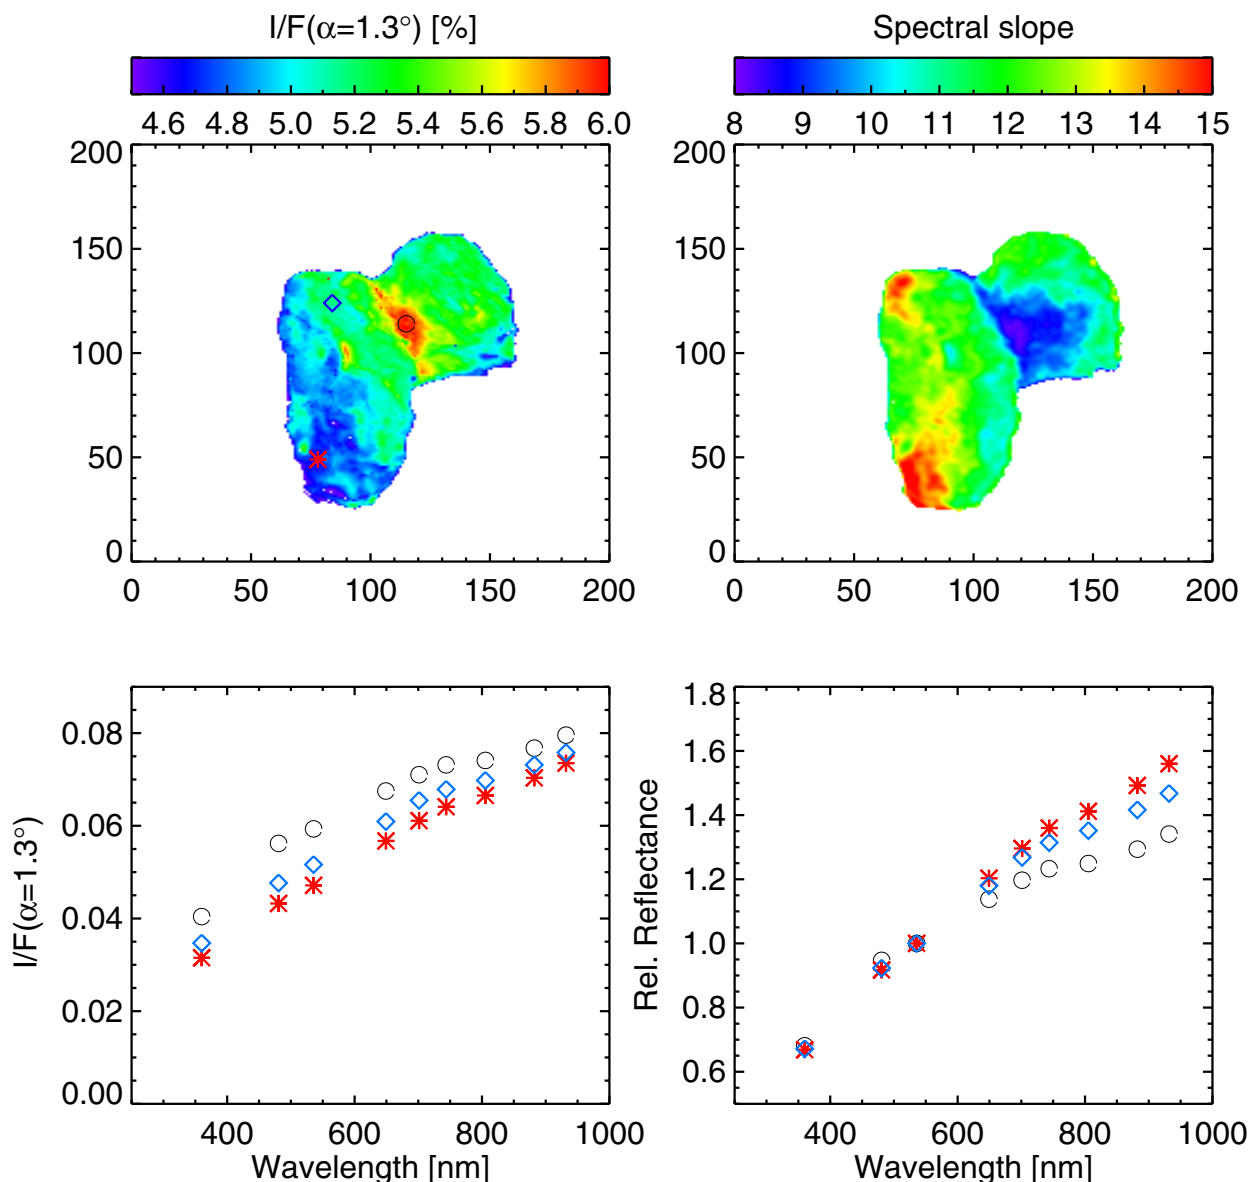 I/F(α=1.3°) [%]
Spectral slope
4.6 4.8 5.0 5.2 5.4 5.6 5.8 6.0
8 9 10 11 12 13 14 15
200
150
100
50
0
0 50 100 150 200
200
150
100
50
0
0 50 100 150 200
I/F(α=1.3°)
0.08
0.06
0.04
0.02
0.00
400 600 800 1000
Wavelength [nm]
Rel. Reflectance
1.8
1.6
1.4
1.2
1.0
0.8
0.6
400 600 800 1000
Wavelength [nm]